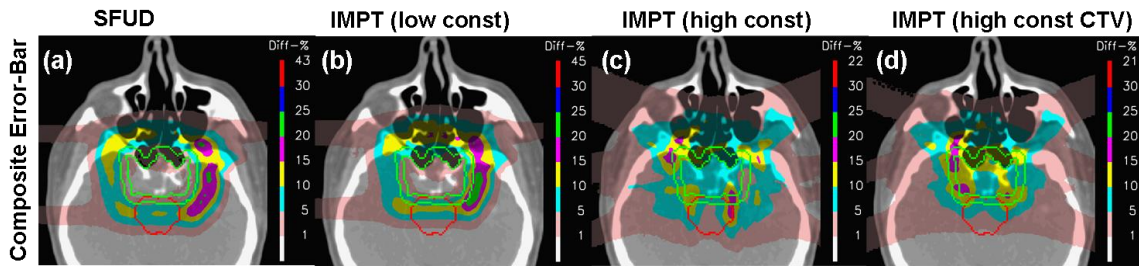 SFUD
IMPT (low const)
IMPT (high const)
IMPT (high const CTV)
Composite Error-Bar
(a)
Diff-%
43
30
25
20
15
10
5
1
(b)
Diff-%
45
30
25
20
15
10
5
1
(c)
Diff-%
22
30
25
20
15
10
5
1
(d)
Diff-%
21
30
25
20
15
10
5
1